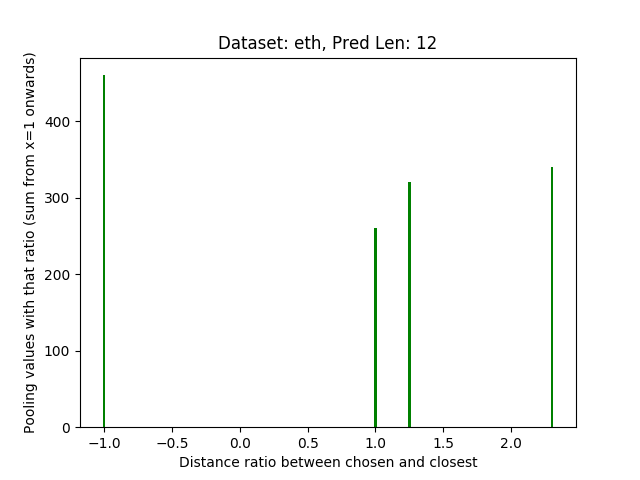 Dataset: eth, Pred Len: 12
Pooling values with that ratio (sum from x=1 onwards)
400
300
200
100
0
−1.0 −0.5 0.0 0.5 1.0 1.5 2.0
Distance ratio between chosen and closest